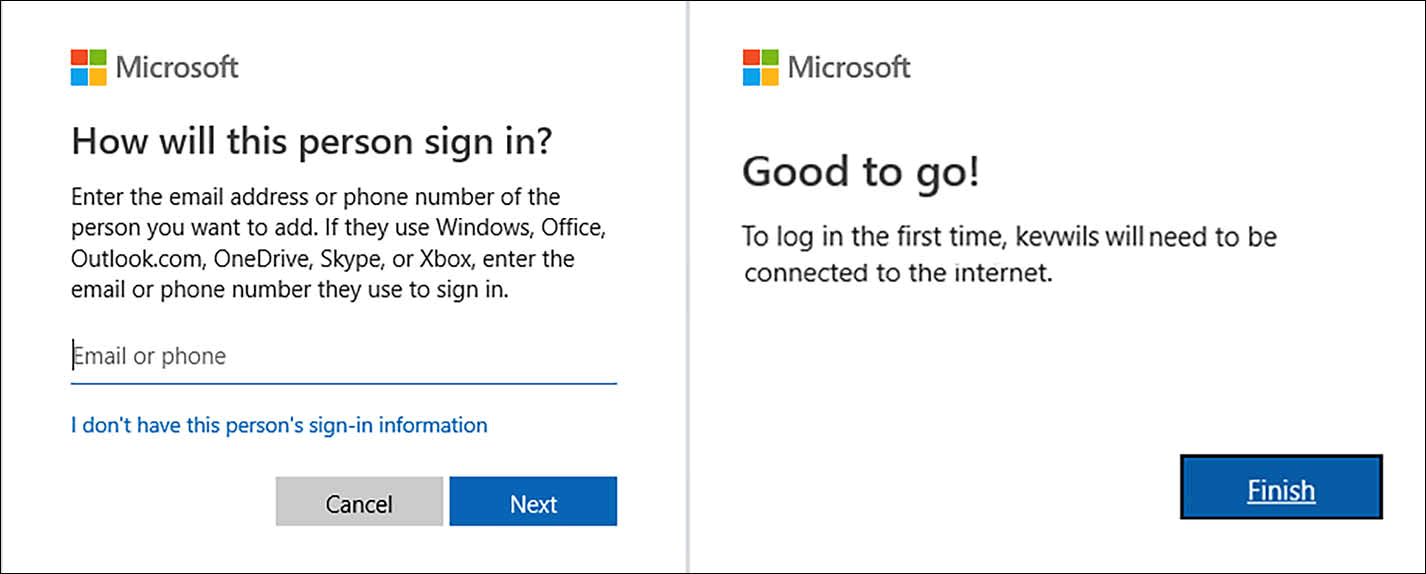 Microsoft
How will this person sign in?
Enter the email address or phone number of the
person you want to add. If they use Windows, Office,
Outlook.com, OneDrive, Skype, or Xbox, enter the
email or phone number they use to sign in.
Email or phone
I don't have this person's sign-in information
Cancel
Next
Microsoft
Good to go!
To log in the first time, kevwils will need to be
connected to the internet.
Finish